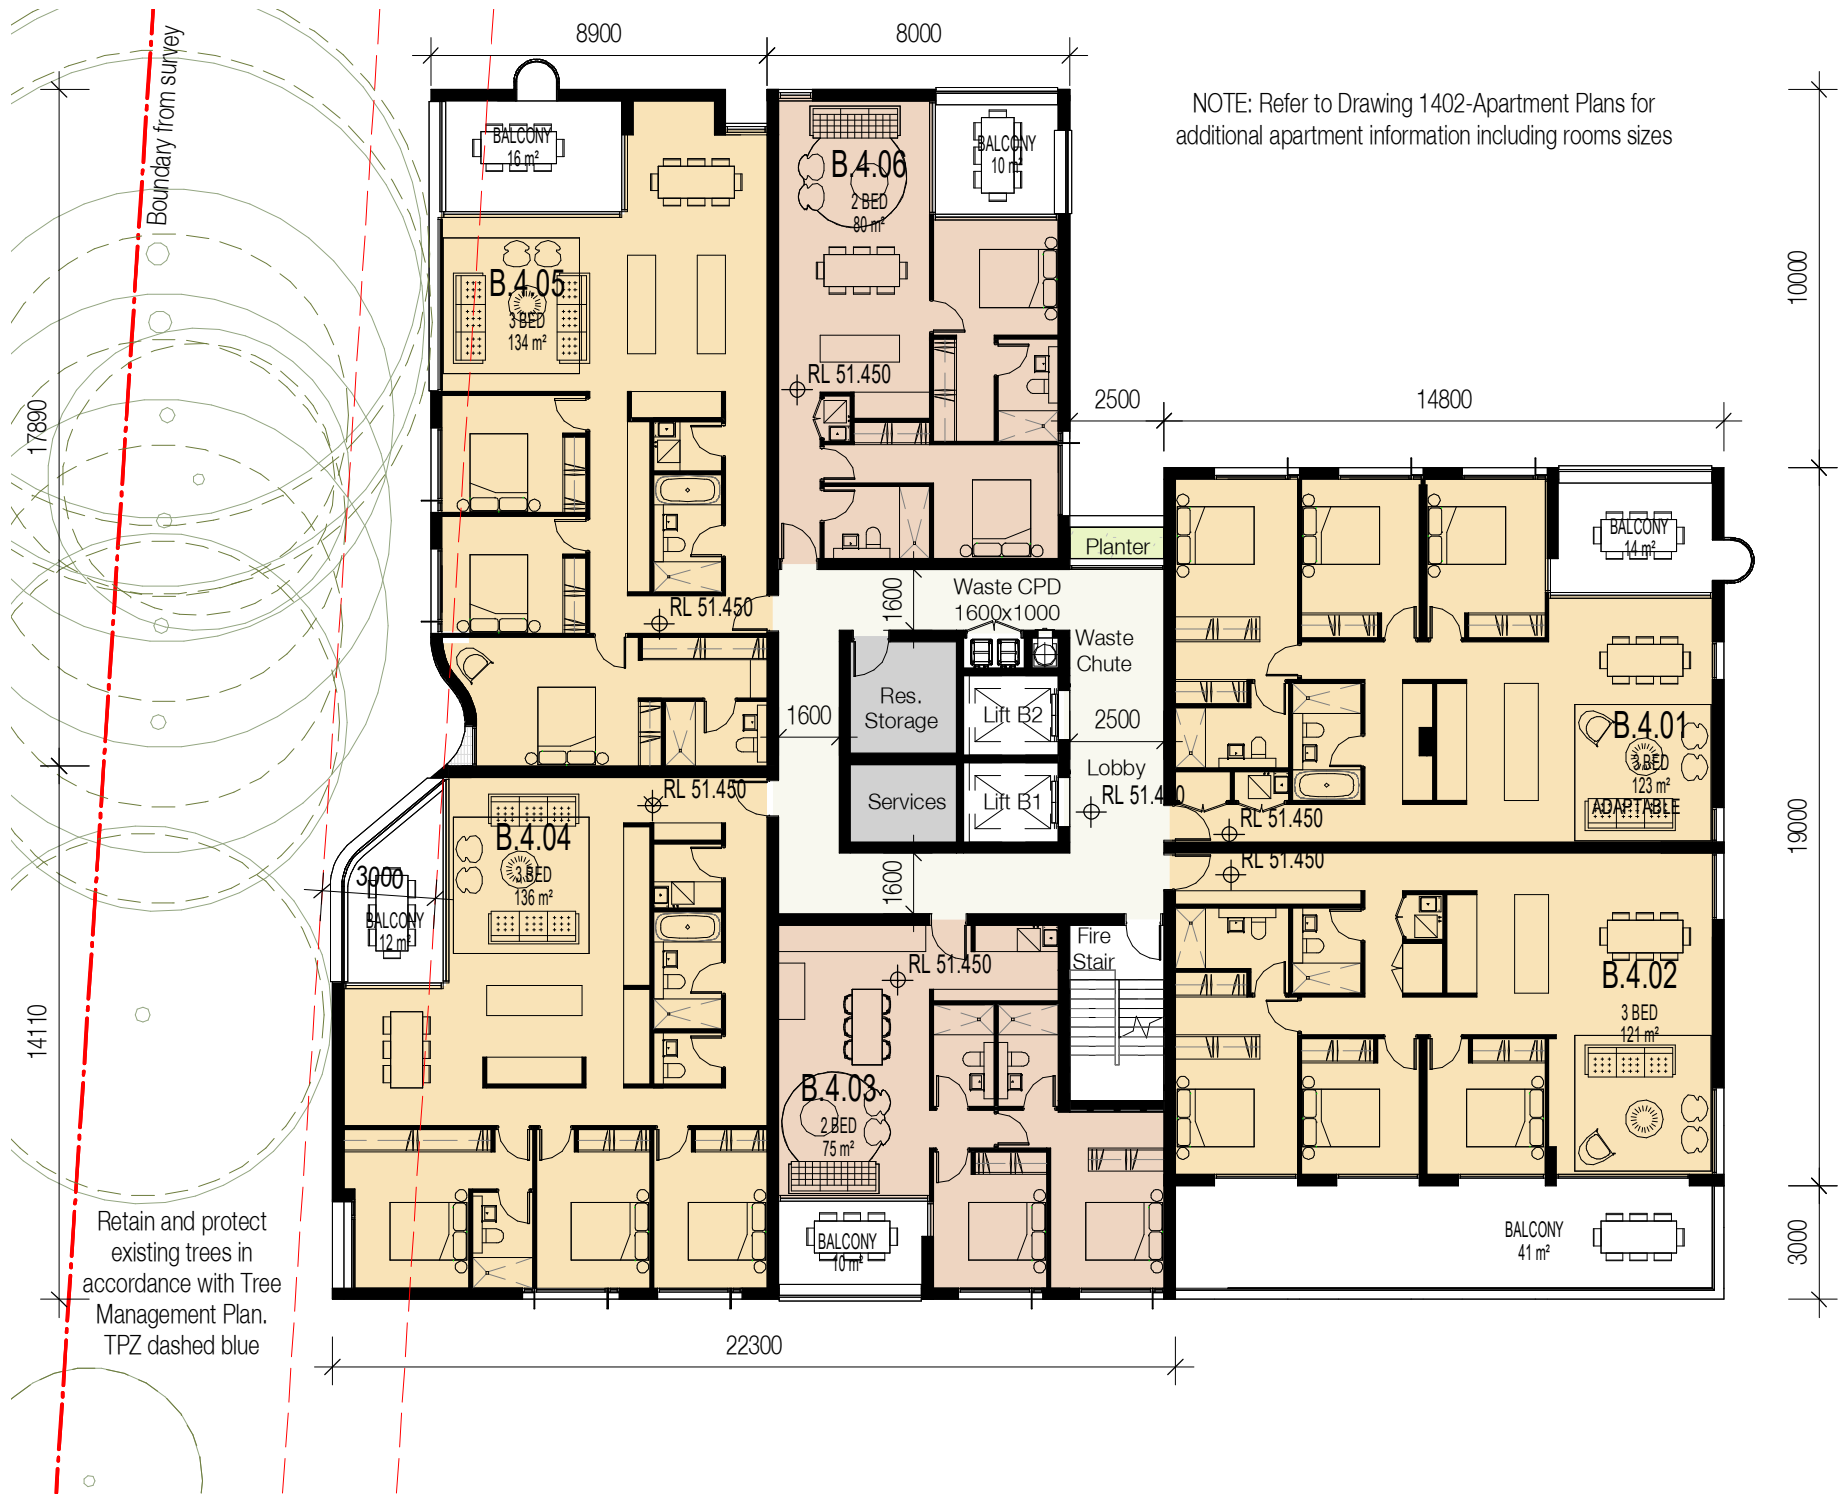 8900
8000
Boundary from survey
NOTE: Refer to Drawing 1402-Apartment Plans for
additional apartment information including rooms sizes
BALCONY
16 m²
B.4.06
2 BED
80 m²
BALCONY
10 m²
B.4.05
3 BED
134 m²
10000
RL 51.450
2500
14800
17890
BALCONY
14 m²
Planter
1600
Waste CPD
1600x1000
RL 51.450
Waste
Chute
Res.
Storage
1600
Lift B2
2500
B.4.01
3 BED
123 m²
ADAPTABLE
Lobby
RL 51.450
RL 51.450
Services
Lift B1
RL 51.450
19000
B.4.04
3 BED
136 m²
3000
BALCONY
12 m²
1600
RL 51.450
Fire
Stair
RL 51.450
B.4.02
3 BED
121 m²
14110
B.4.03
2 BED
75 m²
Retain and protect
existing trees in
accordance with Tree
Management Plan.
TPZ dashed blue
BALCONY
10 m²
BALCONY
41 m²
3000
22300